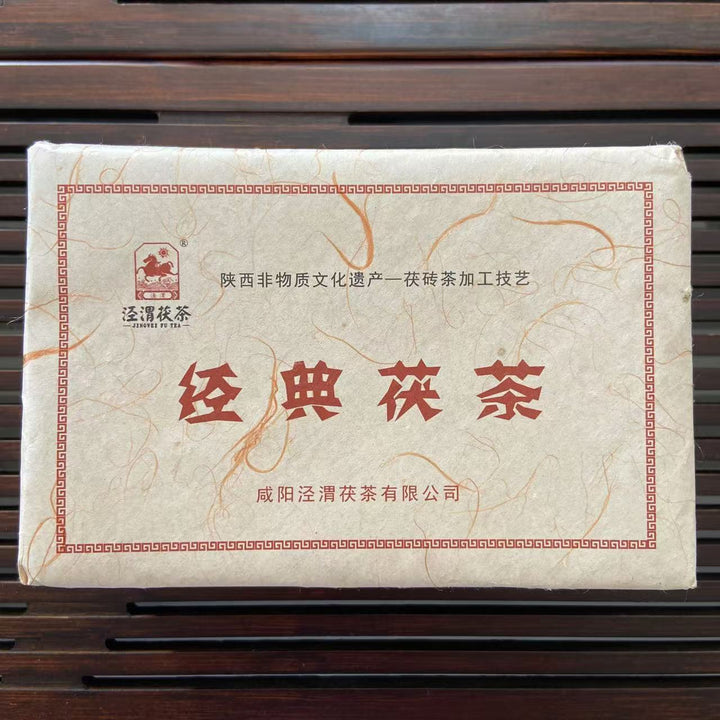 ®
泾渭茯茶
JINGWEI FU TEA
陕西非物质文化遗产—茯砖茶加工技艺
经典茯茶
咸阳泾渭茯茶有限公司